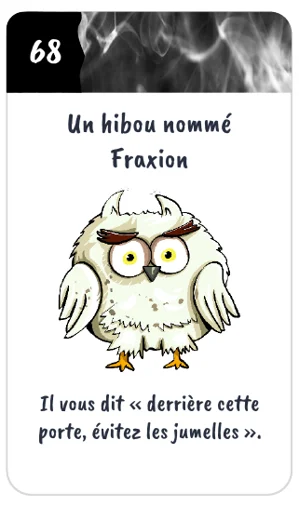 68
Un hibou nommé
Fraxion
Il vous dit « derrière cette
porte, évitez les jumelles ».